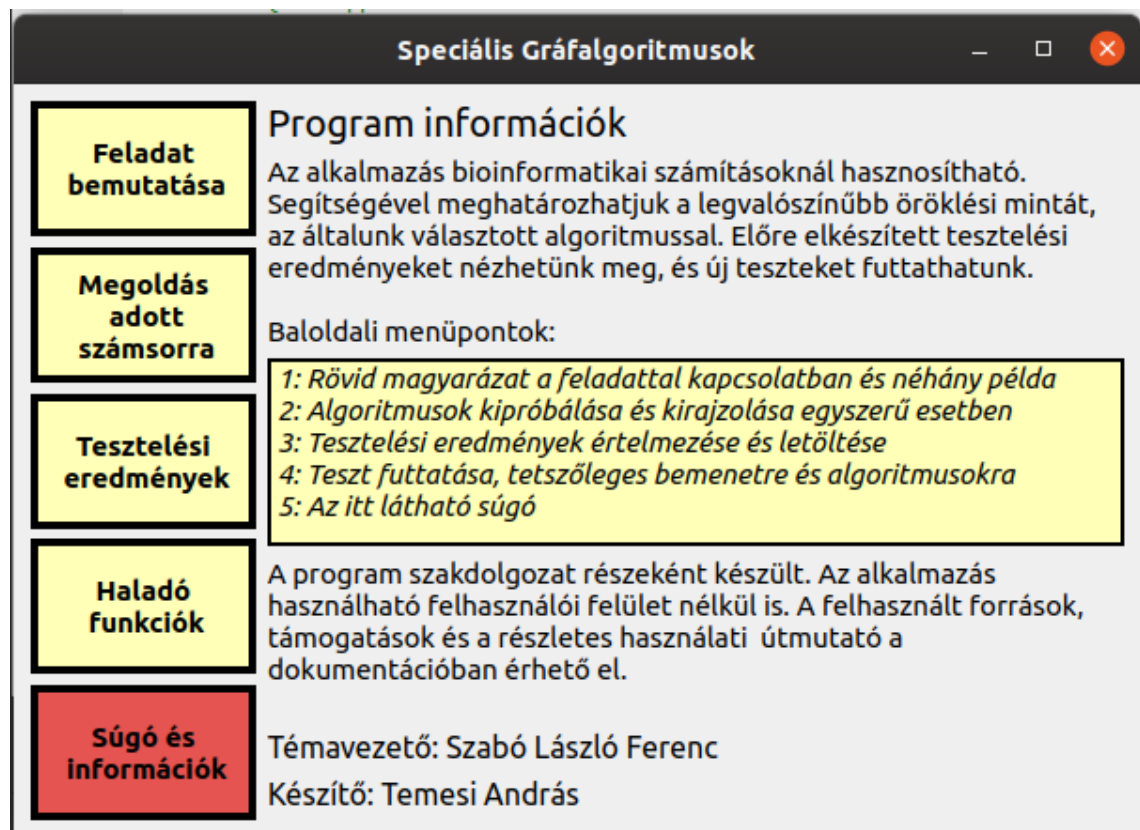 Speciális Gráfalgoritmusok
Feladat
bemutatása
Megoldás
adott
számsorra
Tesztelési
eredmények
Haladó
funkciók
Súgó és
információk
Program információk
Az alkalmazás bioinformatikai számításoknál hasznosítható.
Segítségével meghatározhatjuk a legvalószínűbb öröklési mintát,
az általunk választott algoritmussal. Előre elkészített tesztelési
eredményeket nézhetünk meg, és új teszteket futtathatunk.
Baloldali menüpontok:
1: Rövid magyarázat a feladattal kapcsolatban és néhány példa
2: Algoritmusok kipróbálása és kirajzolása egyszerű esetben
3: Tesztelési eredmények értelmezése és letöltése
4: Teszt futtatása, tetszőleges bemenetre és algoritmusokra
5: Az itt látható súgó
A program szakdolgozat részeként készült. Az alkalmazás
használható felhasználói felület nélkül is. A felhasznált források,
támogatások és a részletes használati  útmutató a
dokumentációban érhető el.
Témavezető: Szabó László Ferenc
Készítő: Temesi András